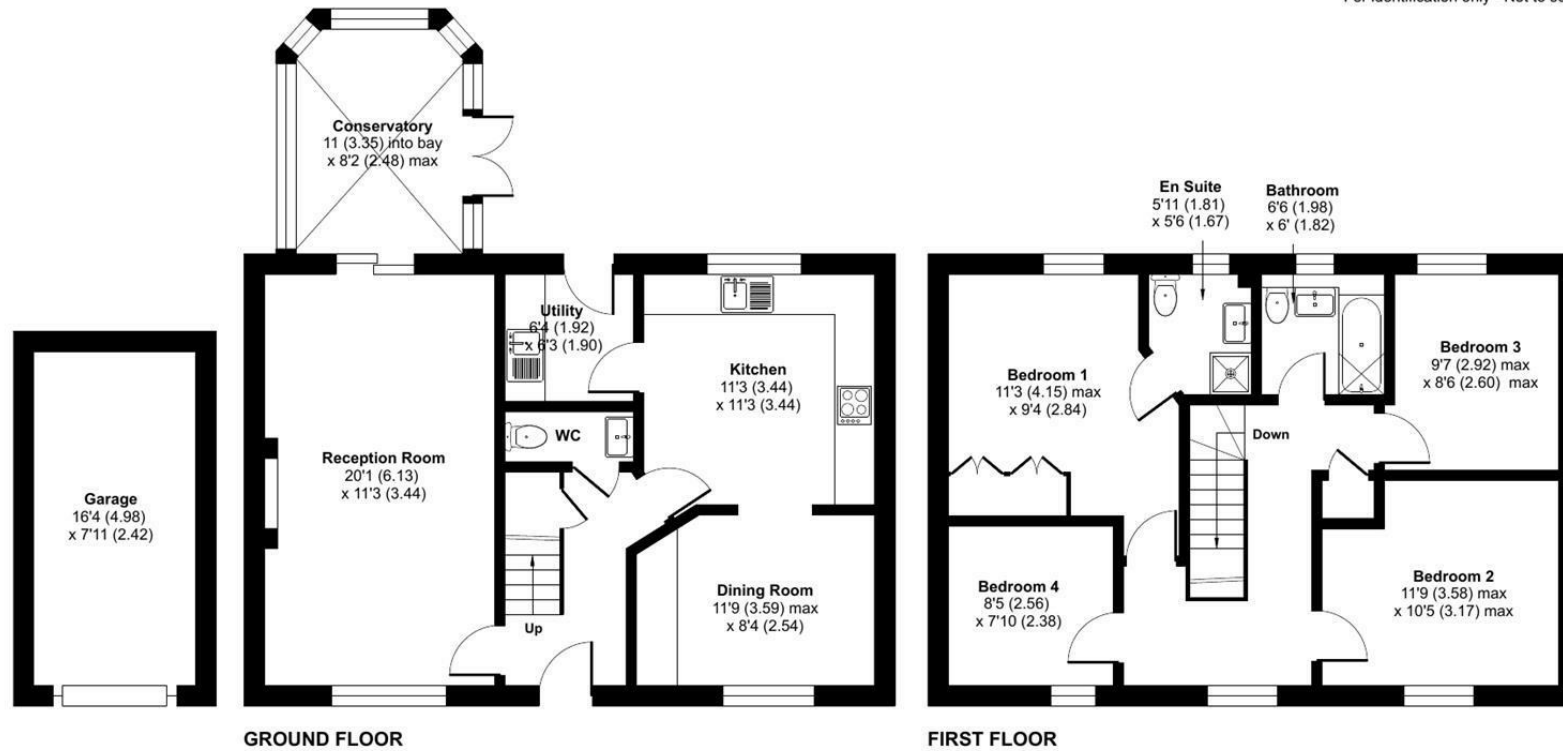 For identification only - Not to
Conservatory
11 (3.35) into bay
x 8'2 (2.48) max
En Suite
5'11 (1.81)
x 5'6 (1.67)
Bathroom
6'6 (1.98)
x 6' (1.82)
Utility
6'4 (1.92)
x 6'3 (1.90)
Kitchen
11'3 (3.44)
x 11'3 (3.44)
Bedroom 1
11'3 (4.15) max
x 9'4 (2.84)
Bedroom 3
9'7 (2.92) max
x 8'6 (2.60) max
WC
Down
Reception Room
20'1 (6.13)
x 11'3 (3.44)
Garage
16'4 (4.98)
x 7'11 (2.42)
Dining Room
11'9 (3.59) max
x 8'4 (2.54)
Bedroom 4
8'5 (2.56)
x 7'10 (2.38)
Bedroom 2
11'9 (3.58) max
x 10'5 (3.17) max
Up
GROUND FLOOR
FIRST FLOOR